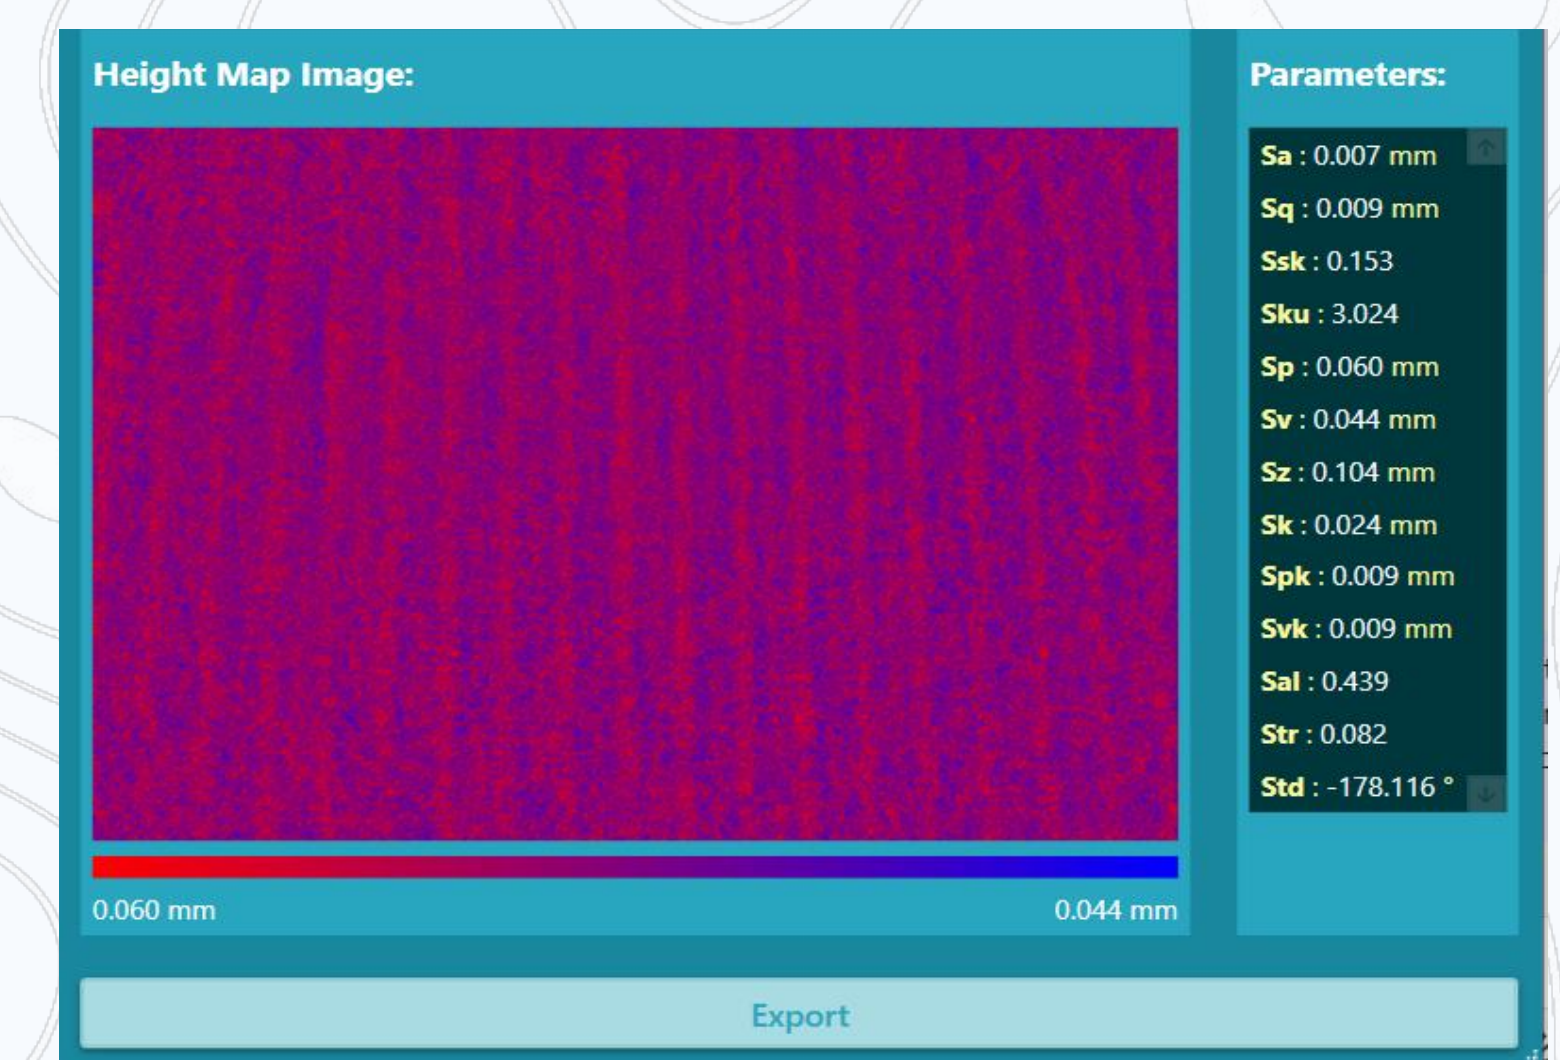 Height Map Image:
Parameters:
Sa : 0.007 mm
Sq : 0.009 mm
Ssk : 0.153
Sku : 3.024
Sp : 0.060 mm
Sv : 0.044 mm
Sz : 0.104 mm
Sk : 0.024 mm
Spk : 0.009 mm
Svk : 0.009 mm
Sal : 0.439
Str : 0.082
Std : -178.116 °
0.060 mm
0.044 mm
Export